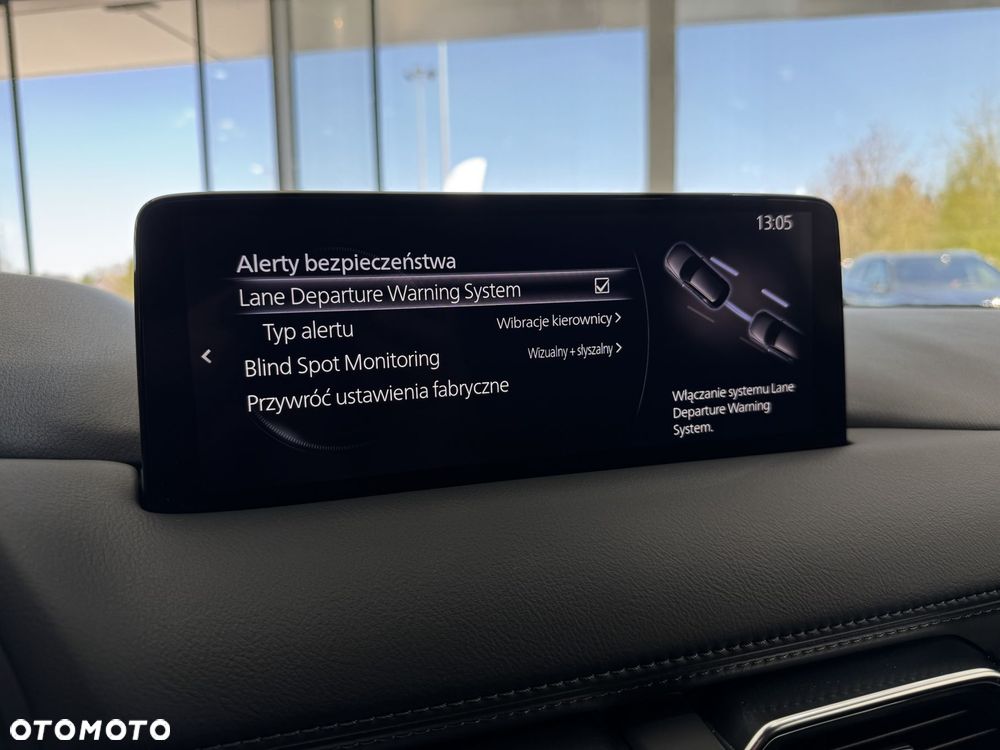 13:05
Alerty bezpieczeństwa
Lane Departure Warning System
Typ alertu Wibracje kierownicy
Blind Spot Monitoring Wizualny + słyszalny
Przywróć ustawienia fabryczne
Włączanie systemu Lane
Departure Warning
System.
OTOMOTO